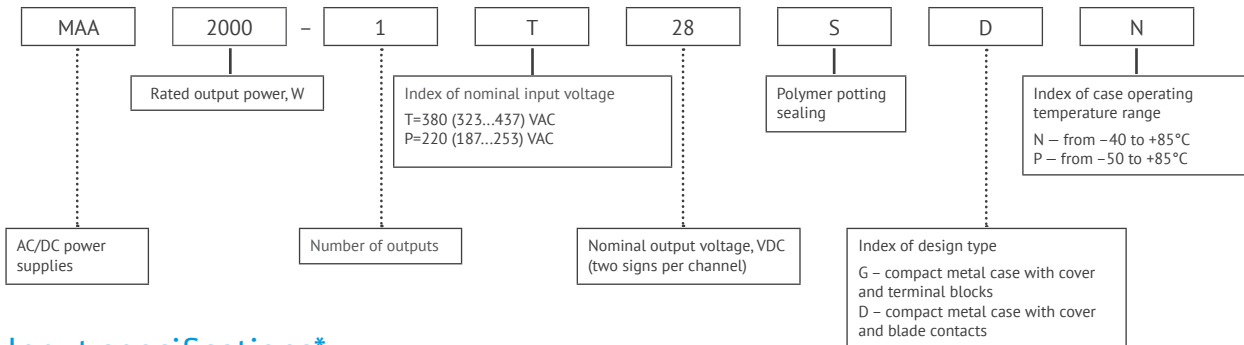 MAA 2000 – 1 T 28 S D N
Rated output power, W
Index of nominal input voltage
T=380 (323...437) VAC
P=220 (187...253) VAC
Polymer potting
sealing
Index of case operating
temperature range
N — from −40 to +85°C
P — from −50 to +85°C
AC/DC power
supplies
Number of outputs
Nominal output voltage, VDC
(two signs per channel)
Index of design type
G – compact metal case with cover
and terminal blocks
D – compact metal case with cover
and blade contacts